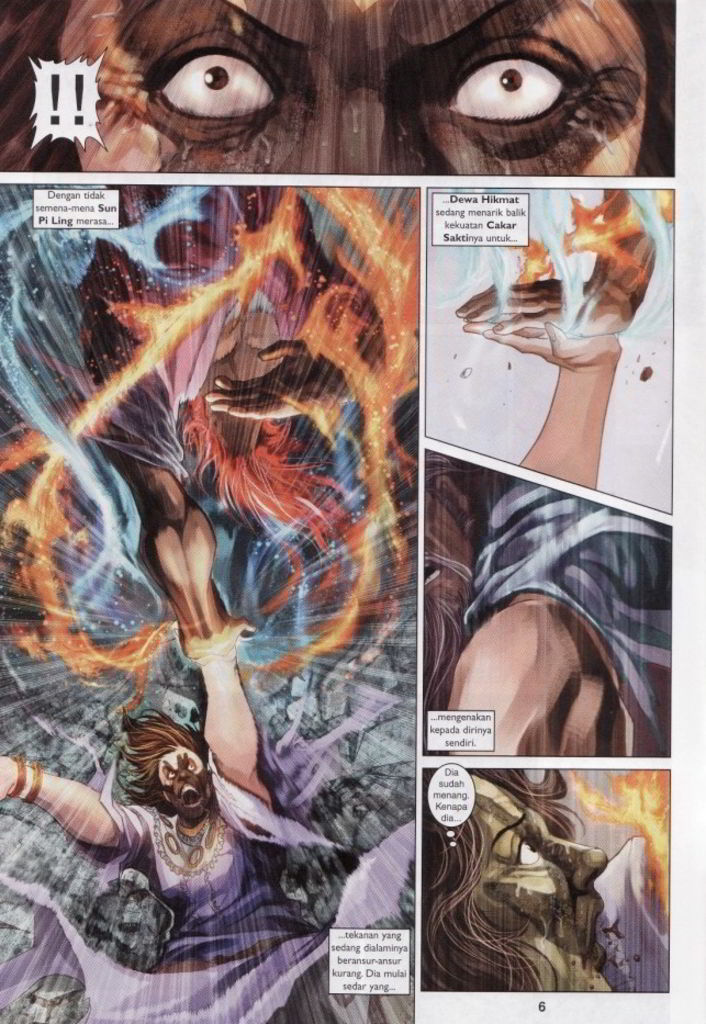 !!
Dengan tidak
semena-mena Sun
Pi Ling merasa...
...tekanan yang
sedang dialaminya
beransur-ansur
kurang. Dia mulai
sedar yang...
...Dewa Hikmat
sedang menarik balik
kekuatan Cakar
Saktinya untuk...
...mengenakan
kepada dirinya
sendiri.
Dia
sudah
menang.
Kenapa
dia...
6